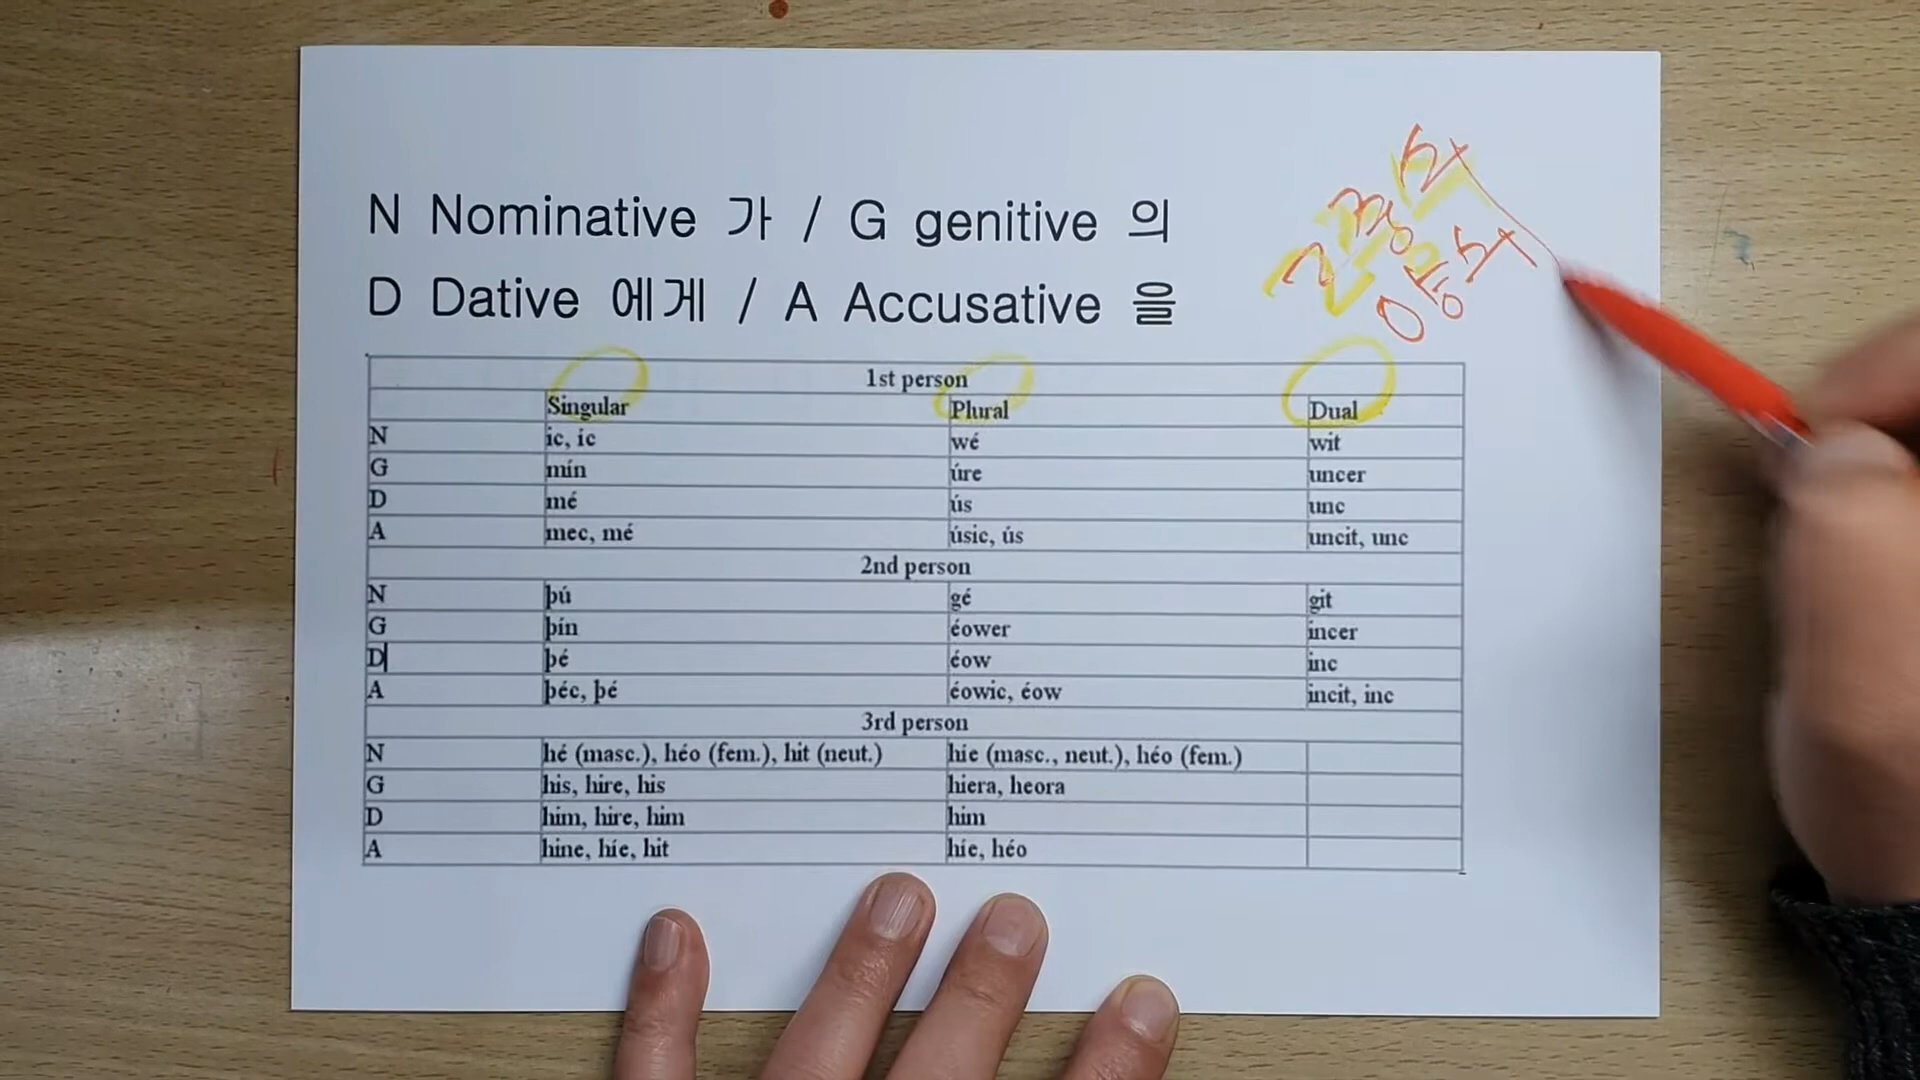 N Nominative 가 / G genitive 의
D Dative 에게 / A Accusative 을
1st person
Singular Plural Dual
N ic, íc wé wit
G mín úre uncer
D mé ús unc
A mec, mé úsic, ús uncit, unc
2nd person
N þú gé git
G þín éower incer
D þé éow inc
A þéc, þé éowic, éow incit, inc
3rd person
N hé (masc.), héo (fem.), hit (neut.) híe (masc., neut.), héo (fem.)
G his, hire, his hiera, heora
D him, hire, him him
A hine, híe, hit híe, héo